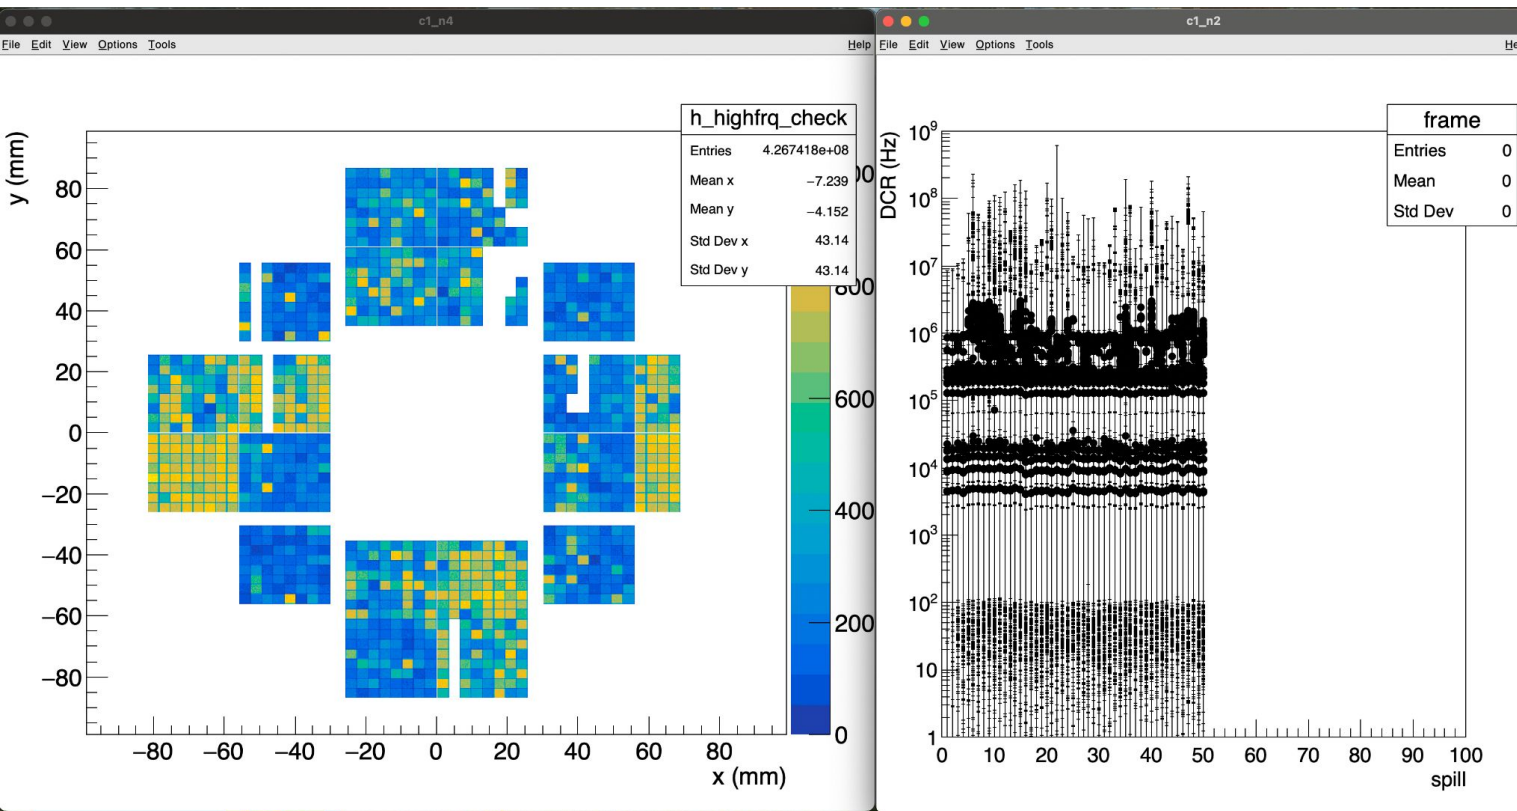 c1_n4
File Edit View Options Tools Help
h_highfrq_check
Entries 4.267418e+08
Mean x −7.239
Mean y −4.152
Std Dev x 43.14
Std Dev y 43.14
y (mm)
80
60
40
20
0
−20
−40
−60
−80
−80 −60 −40 −20 0 20 40 60 80
x (mm)
800
600
400
200
0
c1_n2
File Edit View Options Tools
frame
Entries 0
Mean 0
Std Dev 0
DCR (Hz)
10⁹
10⁸
10⁷
10⁶
10⁵
10⁴
10³
10²
10
1
0 10 20 30 40 50 60 70 80 90 100
spill